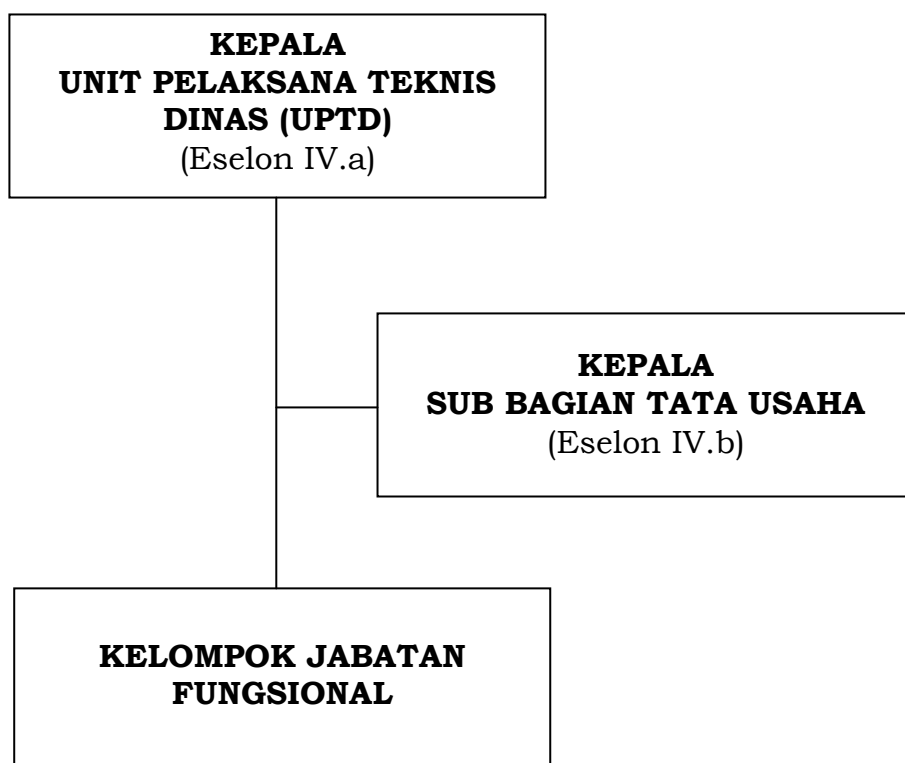 KEPALA
UNIT PELAKSANA TEKNIS
DINAS (UPTD)
(Eselon IV.a)
KEPALA
SUB BAGIAN TATA USAHA
(Eselon IV.b)
KELOMPOK JABATAN
FUNGSIONAL